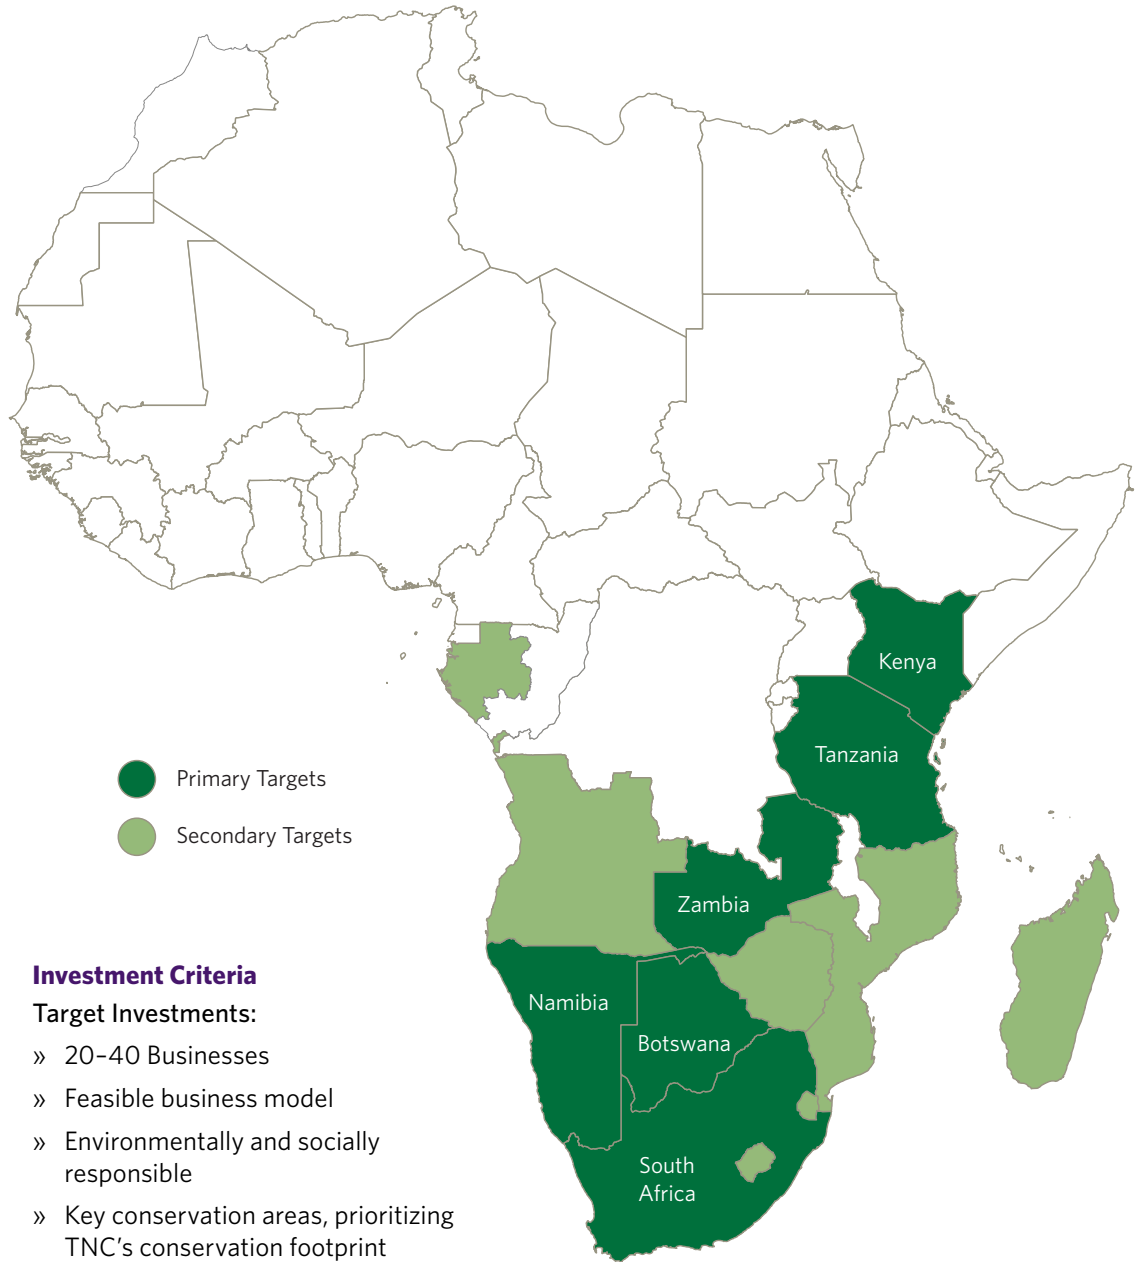 Kenya
Tanzania
Primary Targets
Secondary Targets
Zambia
Investment Criteria
Target Investments:
» 20–40 Businesses
» Feasible business model
» Environmentally and socially
responsible
» Key conservation areas, prioritizing
TNC’s conservation footprint
Namibia
Botswana
South
Africa